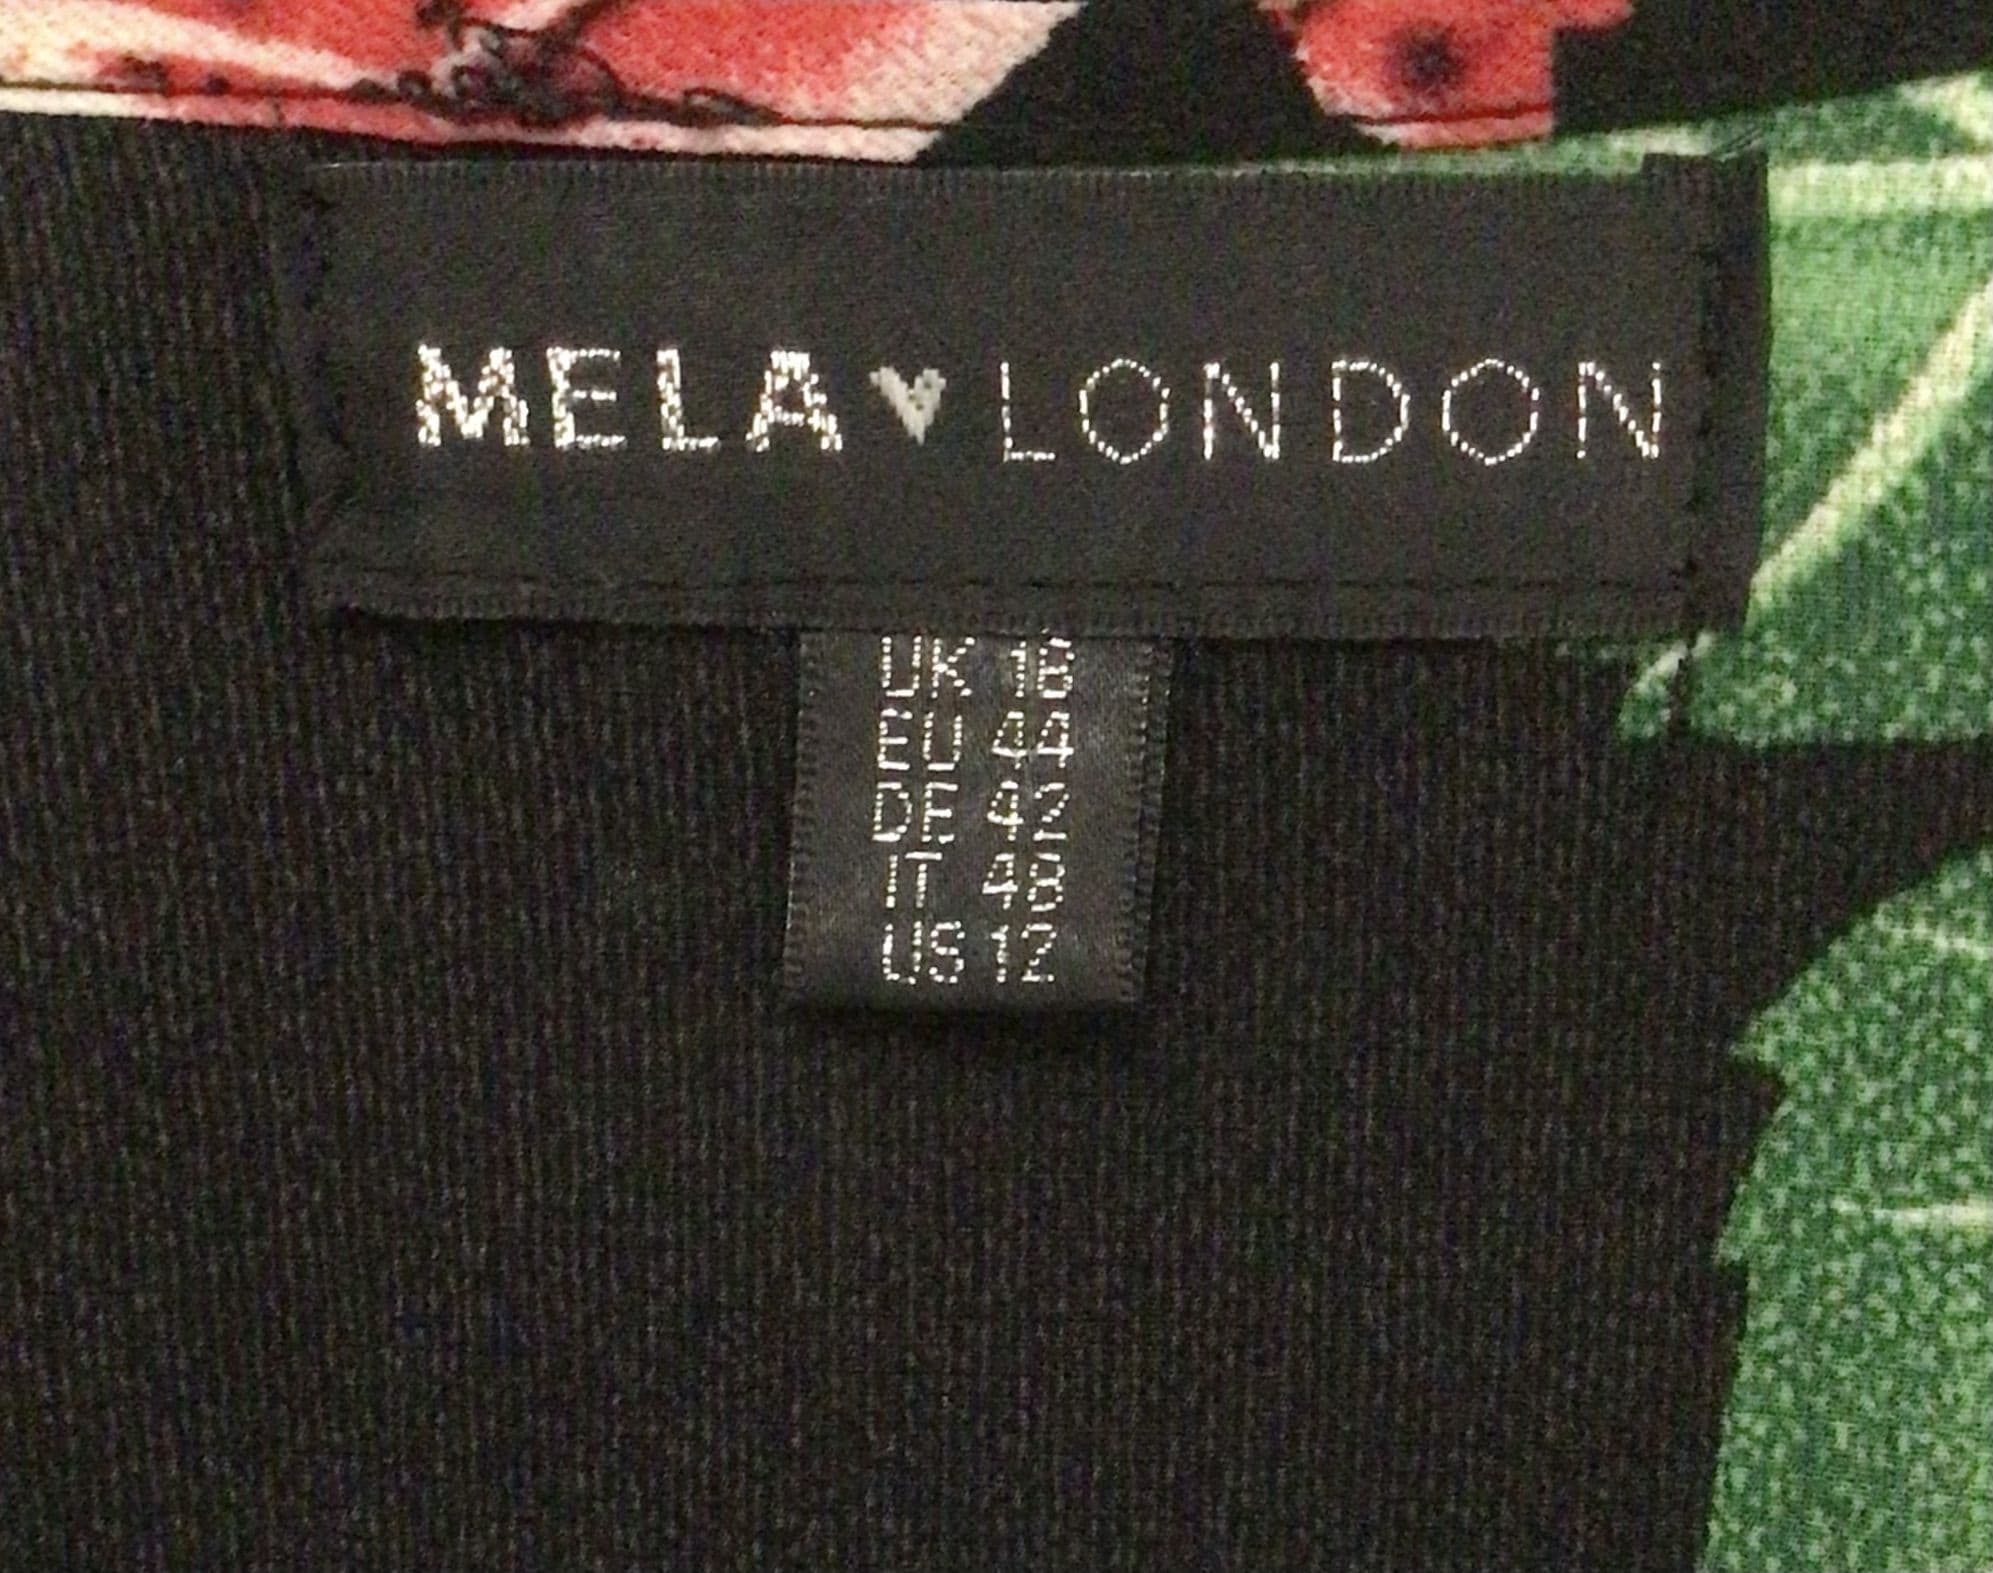 MELA♥LONDON
UK 16
EU 44
DE 42
IT 48
US 12